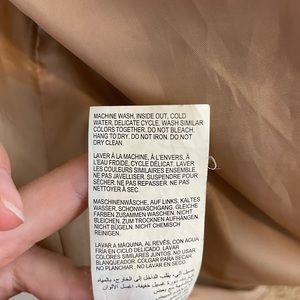 MACHINE WASH, INSIDE OUT, COLD
WATER, DELICATE CYCLE. WASH SIMILAR
COLORS TOGETHER. DO NOT BLEACH.
HANG TO DRY. DO NOT IRON. DO NOT
DRY CLEAN.
LAVER À LA MACHINE, À L'ENVERS, À
L'EAU FROIDE, CYCLE DÉLICAT. LAVER
LES COULEURS SIMILAIRES ENSEMBLE.
NE PAS JAVELLISER. SUSPENDRE POUR
SÉCHER. NE PAS REPASSER. NE PAS
NETTOYER À SEC.
MASCHINENWÄSCHE, AUF LINKS, KALTES
WASSER, SCHONWASCHGANG. GLEICHE
FARBEN ZUSAMMEN WASCHEN. NICHT
BLEICHEN. ZUM TROCKNEN AUFHÄNGEN.
NICHT BÜGELN. NICHT CHEMISCH
REINIGEN.
LAVAR A MÁQUINA, AL REVÉS, CON AGUA
FRÍA EN CICLO DELICADO. LAVAR
COLORES SIMILARES JUNTOS. NO USAR
BLANQUEADOR. COLGAR PARA SECAR.
NO PLANCHAR. NO LAVAR EN SECO.